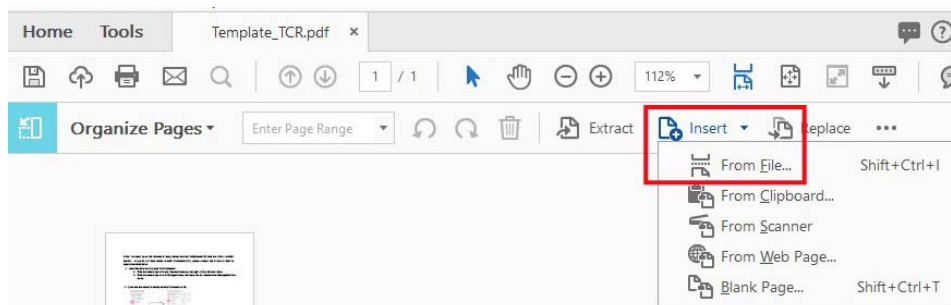 Home Tools Template_TCR.pdf ×
1 / 1 112%
Organize Pages Enter Page Range Extract Insert Replace
From File... Shift+Ctrl+I
From Clipboard...
From Scanner
From Web Page...
Blank Page... Shift+Ctrl+T